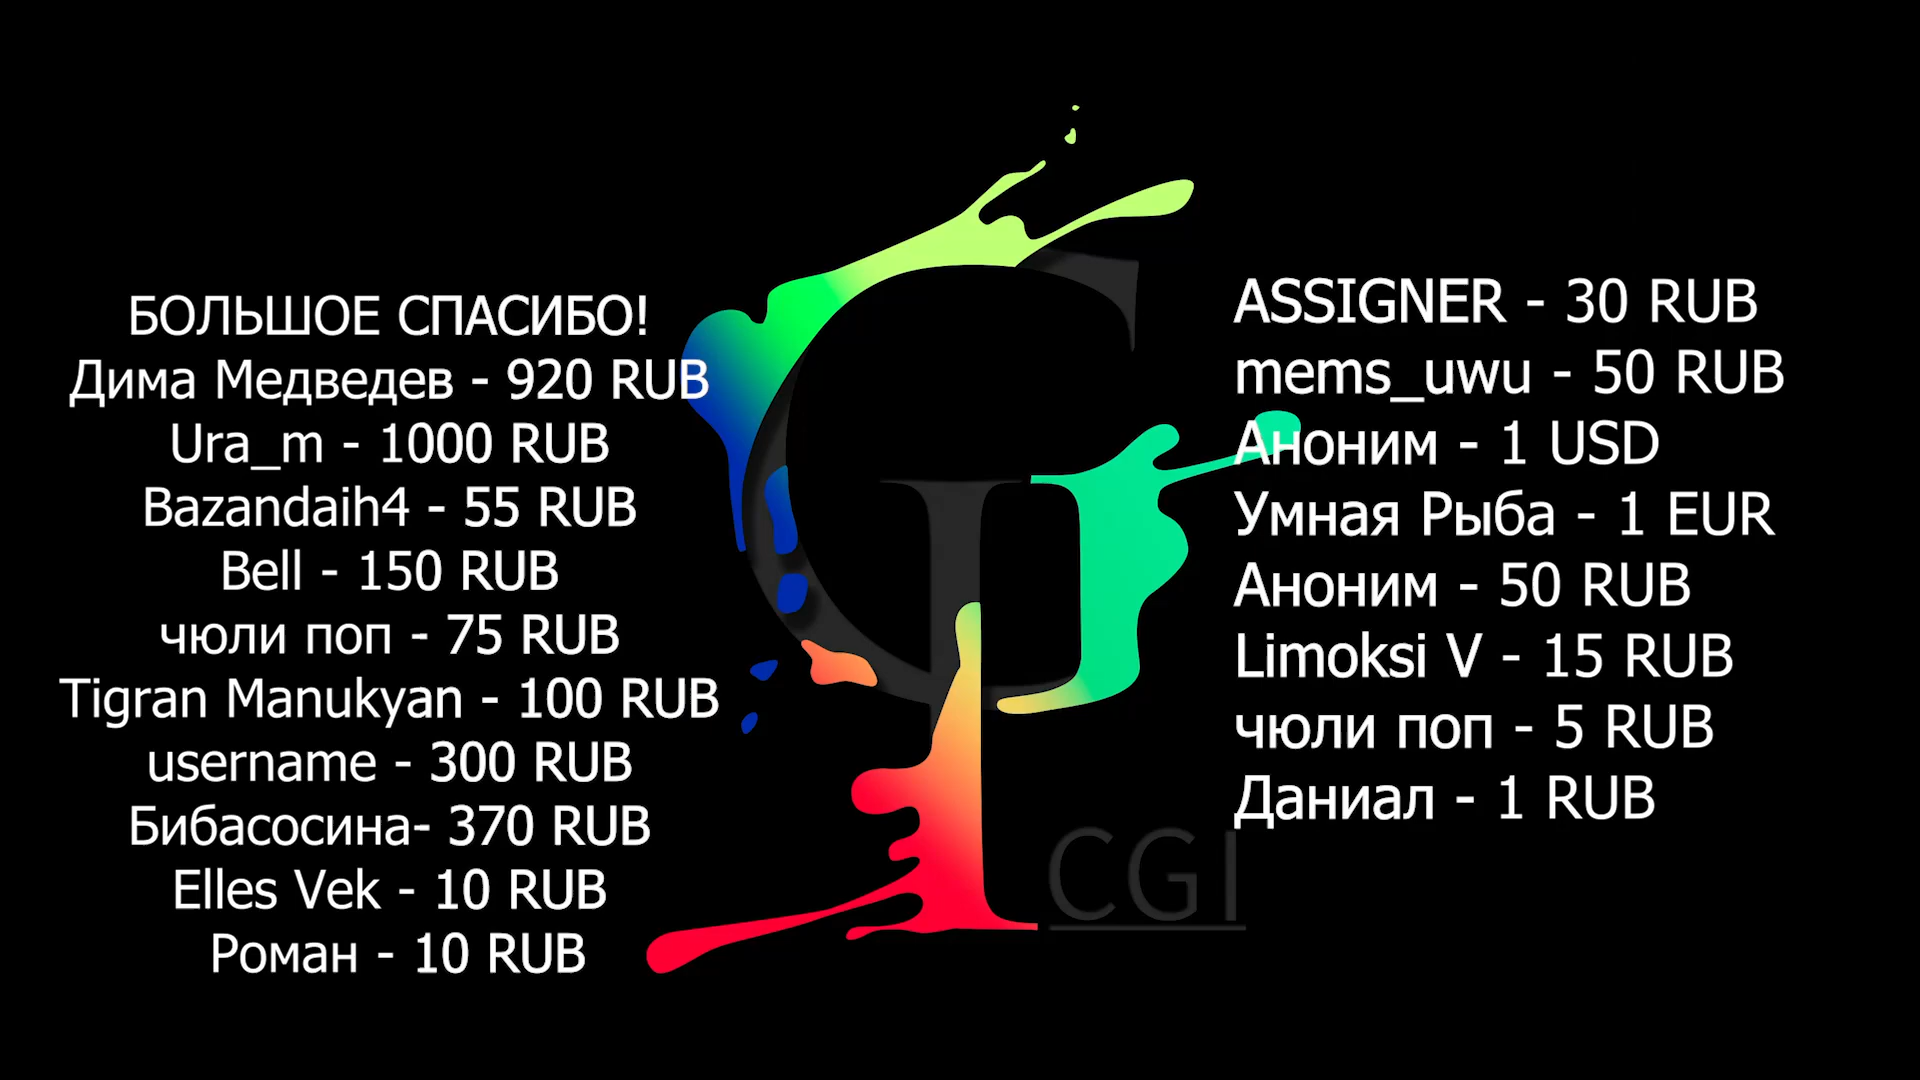 БОЛЬШОЕ СПАСИБО!
Дима Медведев - 920 RUB
Ura_m - 1000 RUB
Bazandaih4 - 55 RUB
Bell - 150 RUB
чюли поп - 75 RUB
Tigran Manukyan - 100 RUB
username - 300 RUB
Бибасосина- 370 RUB
Elles Vek - 10 RUB
Роман - 10 RUB
ASSIGNER - 30 RUB
mems_uwu - 50 RUB
Аноним - 1 USD
Умная Рыба - 1 EUR
Аноним - 50 RUB
Limoksi V - 15 RUB
чюли поп - 5 RUB
Даниал - 1 RUB
CGI